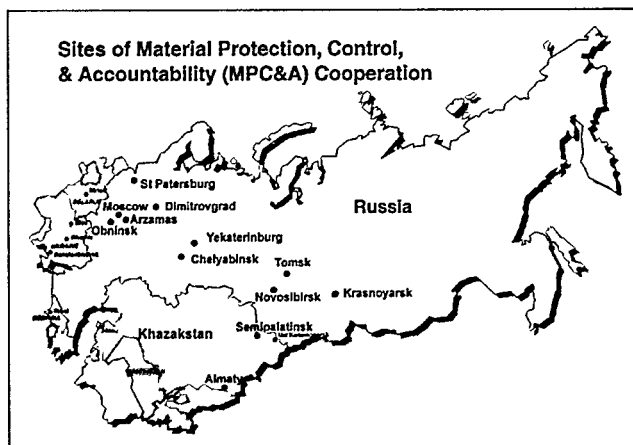 Sites of Material Protection, Control,
& Accountability (MPC&A) Cooperation
St Petersburg
Moscow
Dimitrovgrad
Arzamas
Obninsk
Russia
Yekaterinburg
Chelyabinsk
Tomsk
Novosibirsk
Krasnoyarsk
Khazakstan
Semipalatinsk
Almaty